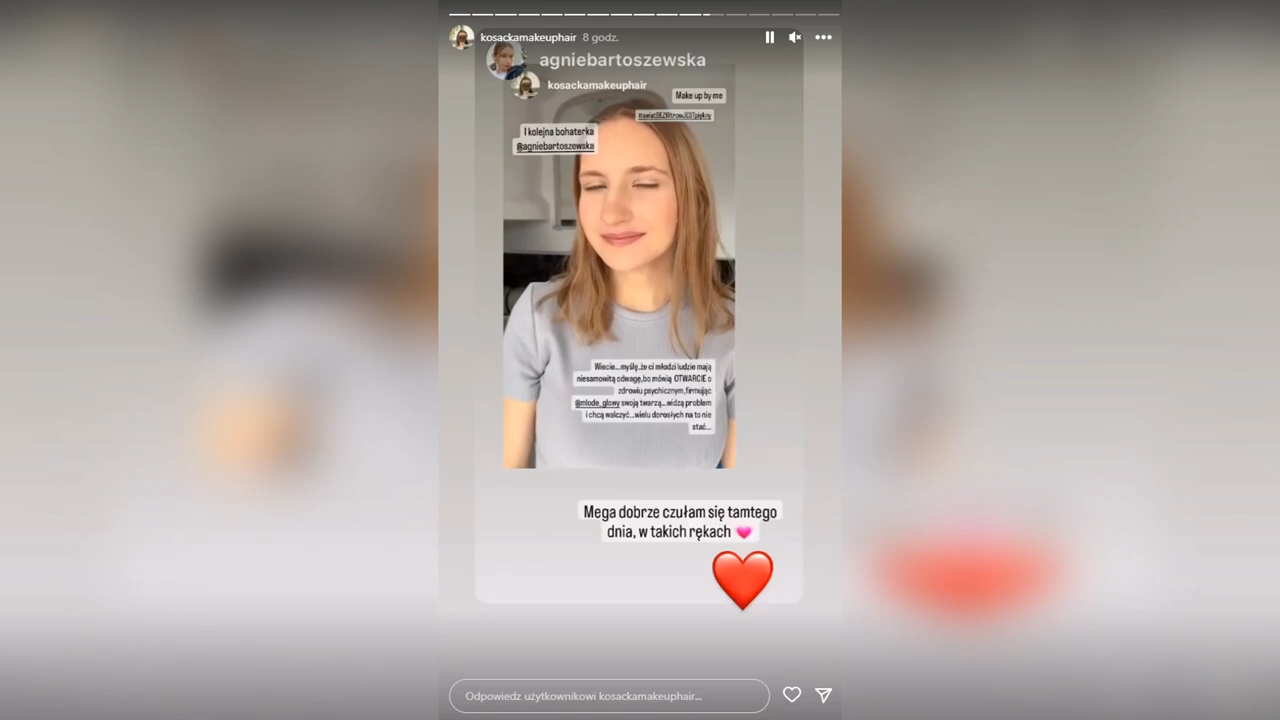 kosackamakeuphair 8 godz.
agniebartoszewska
kosackamakeuphair
Make up by me
#światBEZfiltrowJESTpiękny
I kolejna bohaterka
@agniebartoszewska
Wiecie...myślę,że ci młodzi ludzie mają
niesamowitą odwagę,bo mówią OTWARCIE o
zdrowiu psychicznym,firmując
@mlode_glowy swoją twarzą...widzą problem
i chcą walczyć...wielu dorosłych na to nie
stać...
Mega dobrze czułam się tamtego
dnia, w takich rękach 💗
❤️
Odpowiedz użytkownikowi kosackamakeuphair...